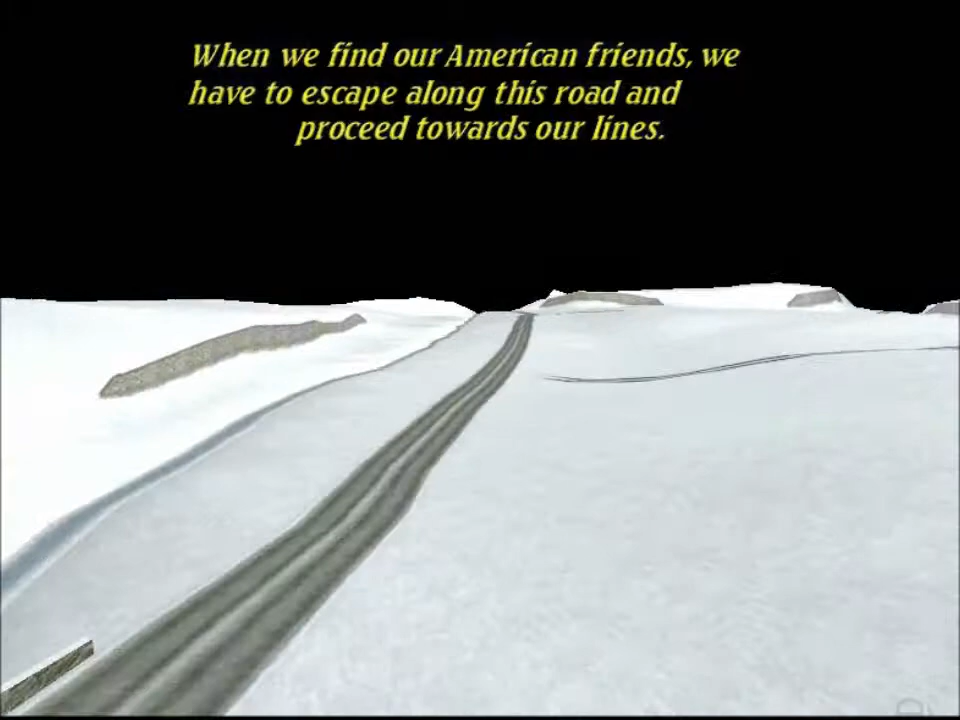 When we find our American friends, we
have to escape along this road and
proceed towards our lines.